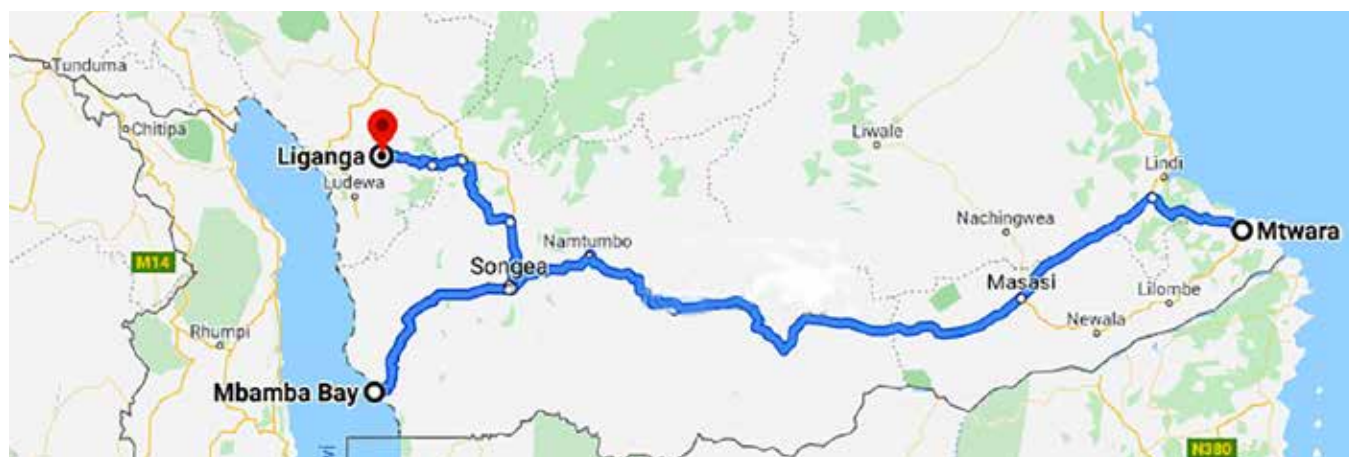 Tunduma
Chitipa
Liganga
Ludewa
Liwale
Lindi
Nachingwea
Mtwara
M14
Songea
Namtumbo
Masasi
Lilombe
Rhumpi
Newala
Mbamba Bay
N380